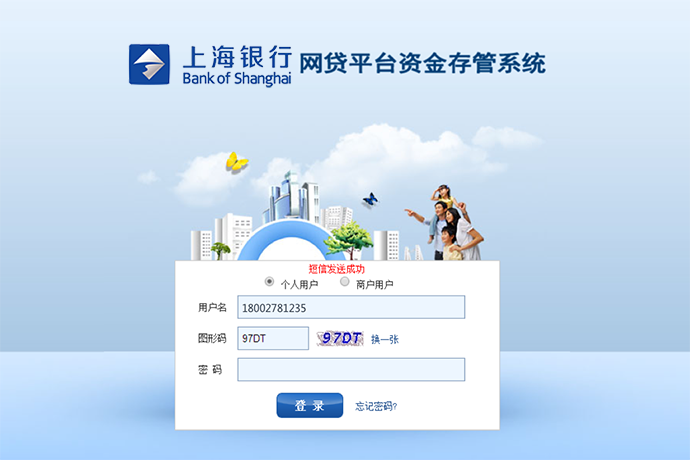 上海银行 网贷平台资金存管系统
Bank of Shanghai
短信发送成功
个人用户 商户用户
用户名 18002781235
图形码 97DT 97DT 换一张
密 码
登 录 忘记密码?